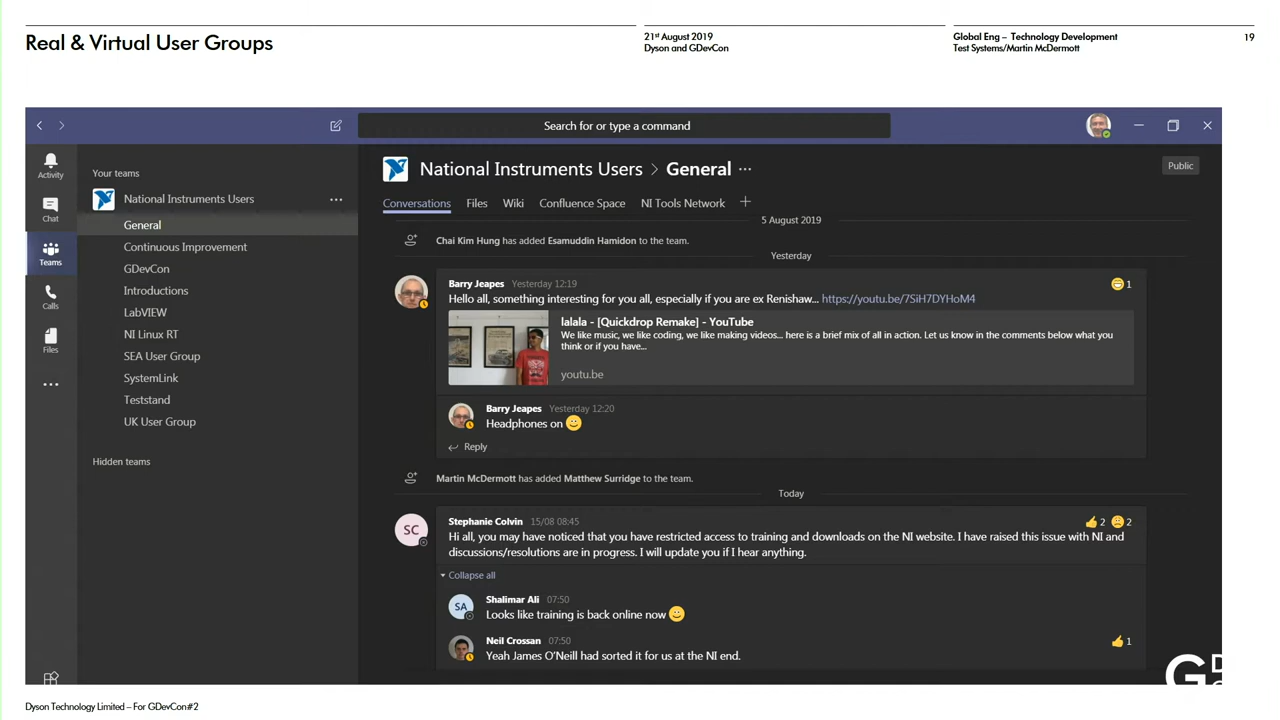 Real & Virtual User Groups
21st August 2019
Dyson and GDevCon
Global Eng – Technology Development
Test Systems/Martin McDermott
19
Search for or type a command
Activity
Chat
Teams
Calls
Files
Your teams
National Instruments Users
General
Continuous Improvement
GDevCon
Introductions
LabVIEW
NI Linux RT
SEA User Group
SystemLink
Teststand
UK User Group
Hidden teams
National Instruments Users > General
Public
Conversations Files Wiki Confluence Space NI Tools Network
5 August 2019
Chai Kim Hung has added Esamuddin Hamidon to the team.
Yesterday
Barry Jeapes Yesterday 12:19
1
Hello all, something interesting for you all, especially if you are ex Renishaw... https://youtu.be/7SiH7DYHoM4
lalala - [Quickdrop Remake] - YouTube
We like music, we like coding, we like making videos... here is a brief mix of all in action. Let us know in the comments below what you
think or if you have...
youtu.be
Barry Jeapes Yesterday 12:20
Headphones on
Reply
Martin McDermott has added Matthew Surridge to the team.
Today
SC
Stephanie Colvin 15/08 08:45
2 2
Hi all, you may have noticed that you have restricted access to training and downloads on the NI website. I have raised this issue with NI and
discussions/resolutions are in progress. I will update you if I hear anything.
Collapse all
SA
Shalimar Ali 07:50
Looks like training is back online now
Neil Crossan 07:50
1
Yeah James O'Neill had sorted it for us at the NI end.
Dyson Technology Limited – For GDevCon#2